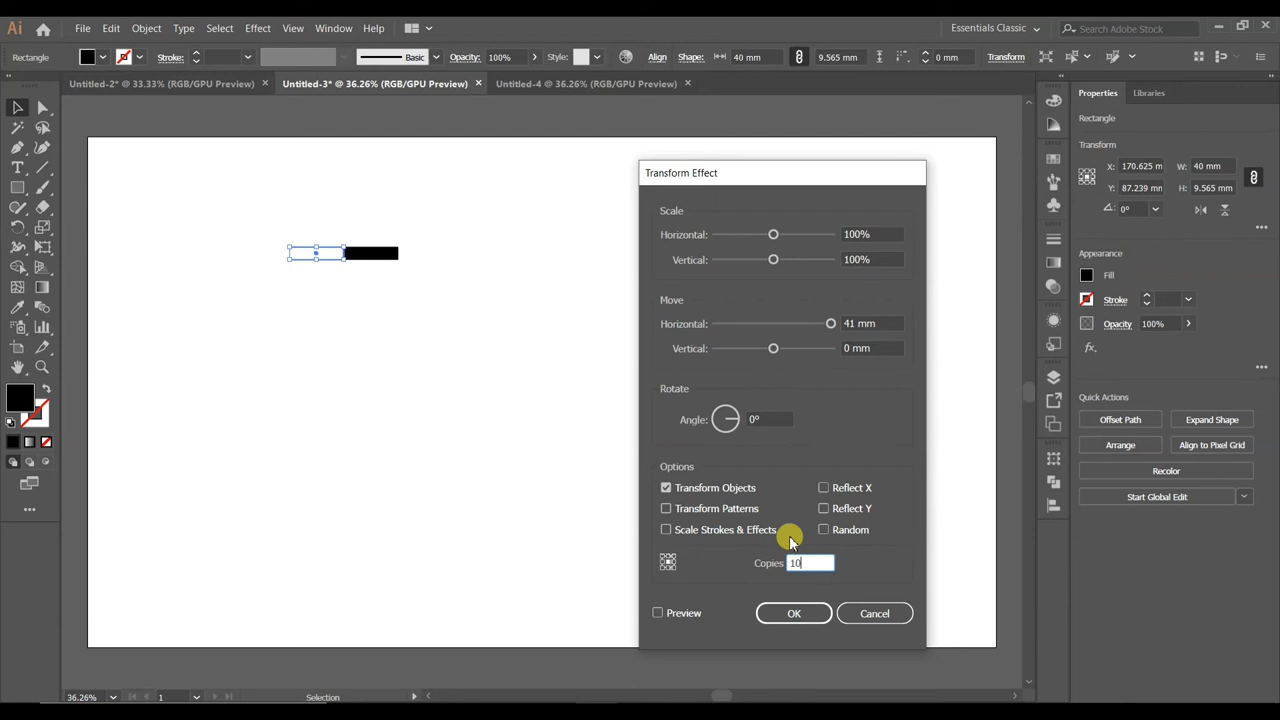 Ai File Edit Object Type Select Effect View Window Help Essentials Classic Search Adobe Stock
Rectangle Stroke: Basic Opacity: 100% Style: Align Shape: 40 mm 9.565 mm 0 mm Transform
Untitled-2* @ 33.33% (RGB/GPU Preview) Untitled-3* @ 36.26% (RGB/GPU Preview) Untitled-4 @ 36.26% (RGB/GPU Preview)
Transform Effect
Scale
Horizontal: 100%
Vertical: 100%
Move
Horizontal: 41 mm
Vertical: 0 mm
Rotate
Angle: 0°
Options
Transform Objects Reflect X
Transform Patterns Reflect Y
Scale Strokes & Effects Random
Copies 10
Preview OK Cancel
Properties Libraries
Rectangle
Transform
X: 170.625 m W: 40 mm
Y: 87.239 mm H: 9.565 mm
0°
Appearance
Fill
Stroke
Opacity 100%
fx.
Quick Actions
Offset Path Expand Shape
Arrange Align to Pixel Grid
Recolor
Start Global Edit
36.26% 1 Selection